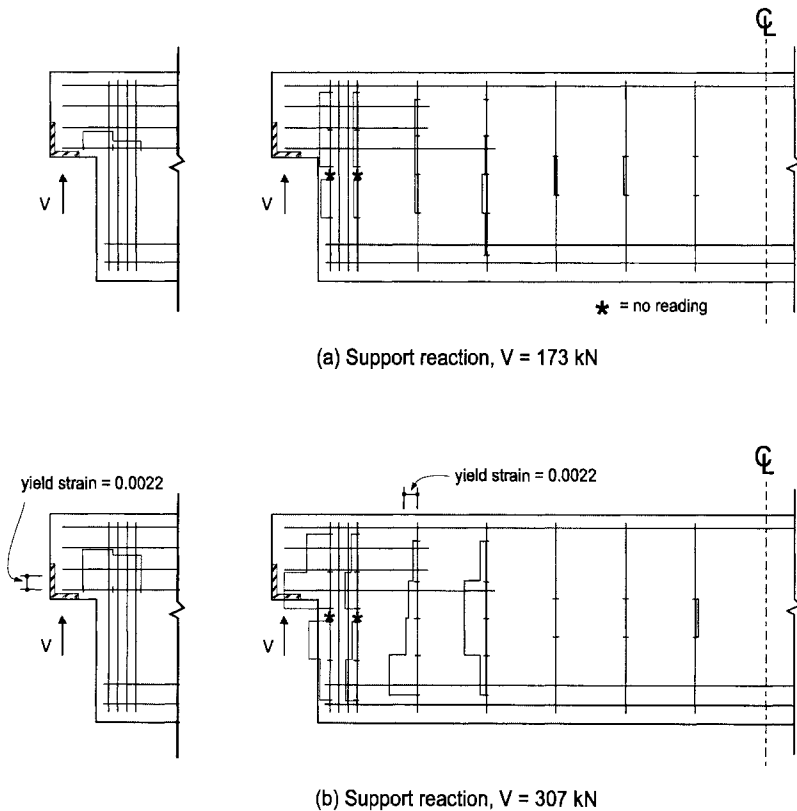 ℄
V
V
* = no reading
(a) Support reaction, V = 173 kN
℄
yield strain = 0.0022
yield strain = 0.0022
V
V
(b) Support reaction, V = 307 kN